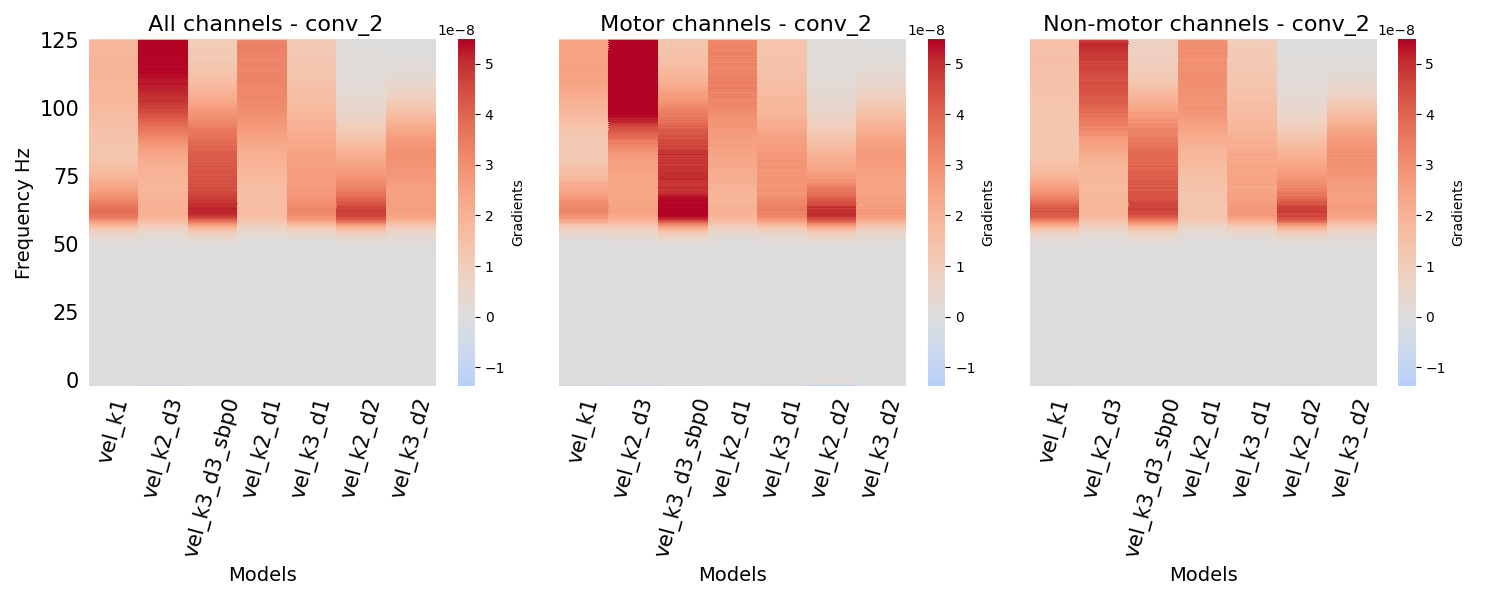 All channels - conv_2
1e−8
Frequency Hz
125
100
75
50
25
0
5
4
3
2
1
0
−1
Gradients
vel_k1
vel_k2_d3
vel_k3_d3_sbp0
vel_k2_d1
vel_k3_d1
vel_k2_d2
vel_k3_d2
Models
Motor channels - conv_2
1e−8
5
4
3
2
1
0
−1
Gradients
vel_k1
vel_k2_d3
vel_k3_d3_sbp0
vel_k2_d1
vel_k3_d1
vel_k2_d2
vel_k3_d2
Models
Non-motor channels - conv_2
1e−8
5
4
3
2
1
0
−1
Gradients
vel_k1
vel_k2_d3
vel_k3_d3_sbp0
vel_k2_d1
vel_k3_d1
vel_k2_d2
vel_k3_d2
Models